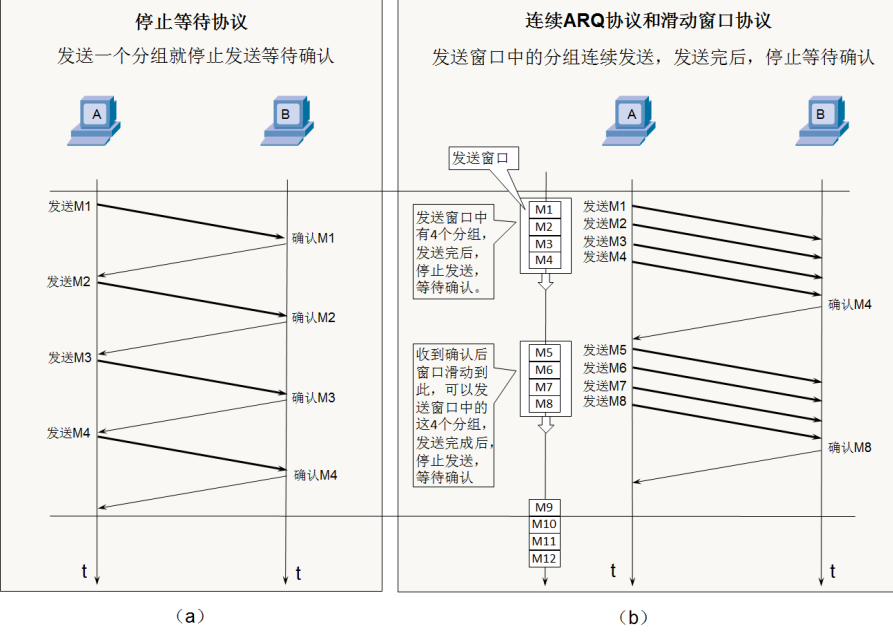 停止等待协议
发送一个分组就停止发送等待确认
A
B
发送M1
确认M1
发送M2
确认M2
发送M3
确认M3
发送M4
确认M4
t
t
（a）
连续ARQ协议和滑动窗口协议
发送窗口中的分组连续发送，发送完后，停止等待确认
A
B
发送窗口
发送窗口中
有4个分组，
发送完后，
停止发送，
等待确认。
M1
M2
M3
M4
发送M1
发送M2
发送M3
发送M4
确认M4
收到确认后
窗口滑动到
此，可以发
送窗口中的
这4个分组，
发送完成后，
停止发送，
等待确认
M5
M6
M7
M8
发送M5
发送M6
发送M7
发送M8
确认M8
M9
M10
M11
M12
t
t
（b）